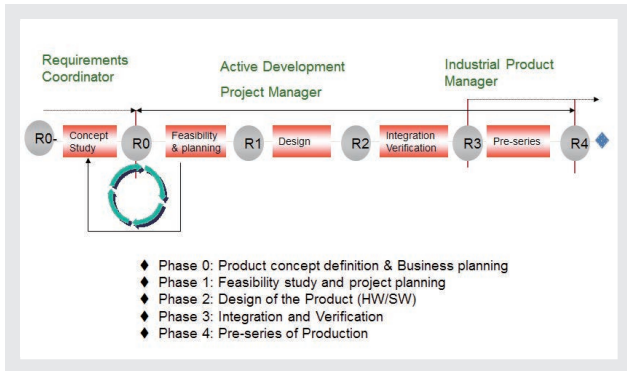 Requirements
Coordinator
Active Development
Project Manager
Industrial Product
Manager
R0-
Concept
Study
R0
Feasibility
& planning
R1
Design
R2
Integration
Verification
R3
Pre-series
R4
Phase 0: Product concept definition & Business planning
Phase 1: Feasibility study and project planning
Phase 2: Design of the Product (HW/SW)
Phase 3: Integration and Verification
Phase 4: Pre-series of Production